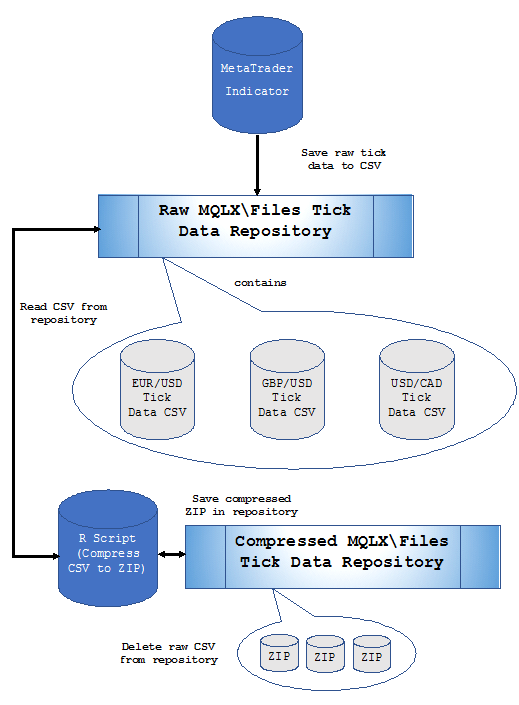 MetaTrader
Indicator
Save raw tick
data to CSV
Raw MQLX\Files Tick
Data Repository
contains
Read CSV from
repository
EUR/USD
Tick
Data CSV
GBP/USD
Tick
Data CSV
USD/CAD
Tick
Data CSV
Save compressed
ZIP in repository
R Script
(Compress
CSV to ZIP)
Compressed MQLX\Files
Tick Data Repository
Delete raw CSV
from repository
ZIP
ZIP
ZIP